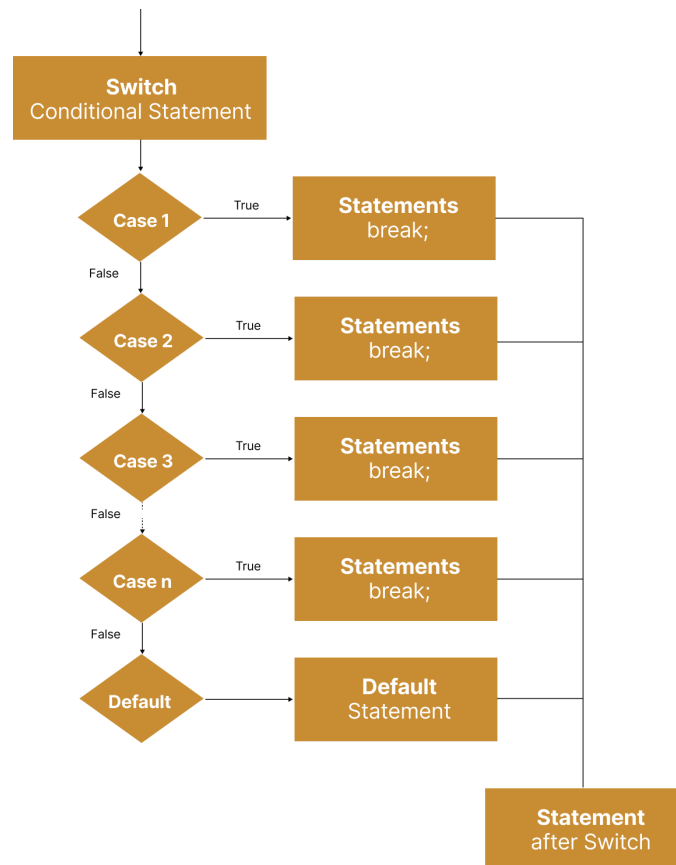 Switch
Conditional Statement
Case 1
True
Statements
break;
False
Case 2
True
Statements
break;
False
Case 3
True
Statements
break;
False
Case n
True
Statements
break;
False
Default
Default
Statement
Statement
after Switch